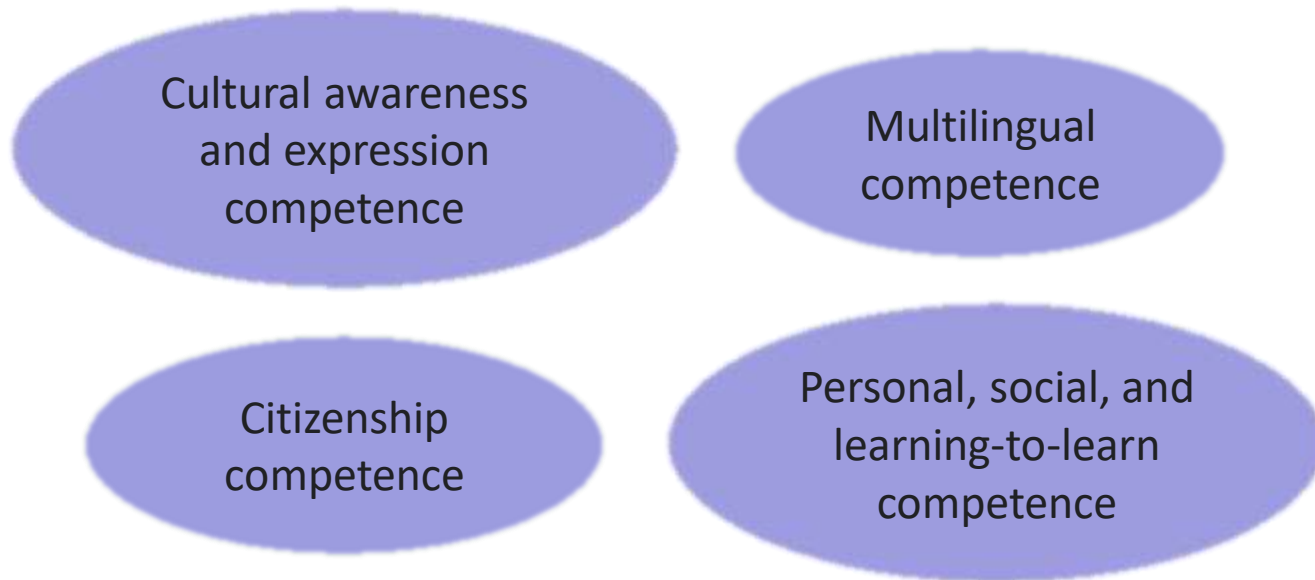 Cultural awareness
and expression
competence
Multilingual
competence
Citizenship
competence
Personal, social, and
learning-to-learn
competence